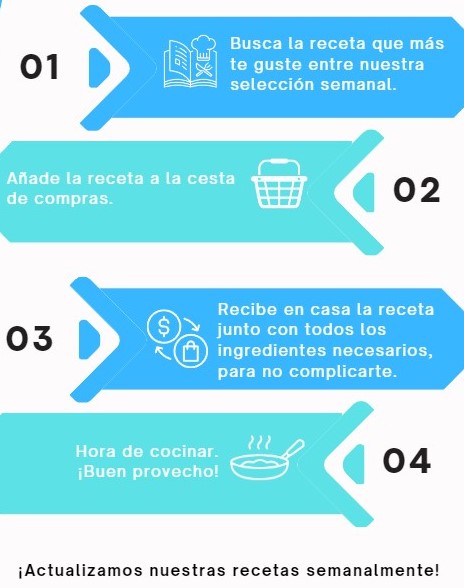 01
Busca la receta que más
te guste entre nuestra
selección semanal.
Añade la receta a la cesta
de compras.
02
03
$
Recibe en casa la receta
junto con todos los
ingredientes necesarios,
para no complicarte.
Hora de cocinar.
¡Buen provecho!
04
¡Actualizamos nuestras recetas semanalmente!